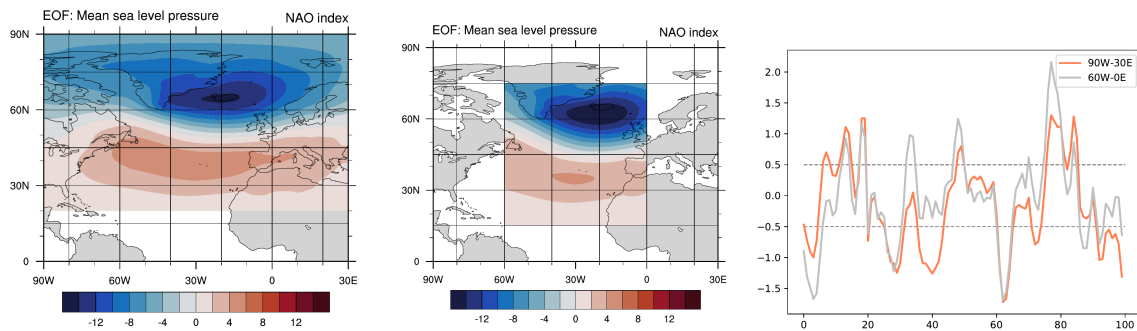 EOF: Mean sea level pressure NAO index
90N
60N
30N
0
90W 60W 30W 0 30E
-12 -8 -4 0 4 8 12
EOF: Mean sea level pressure NAO index
90N
60N
30N
0
90W 60W 30W 0 30E
-12 -8 -4 0 4 8 12
90W-30E
60W-0E
2.0
1.5
1.0
0.5
0.0
−0.5
−1.0
−1.5
0 20 40 60 80 100